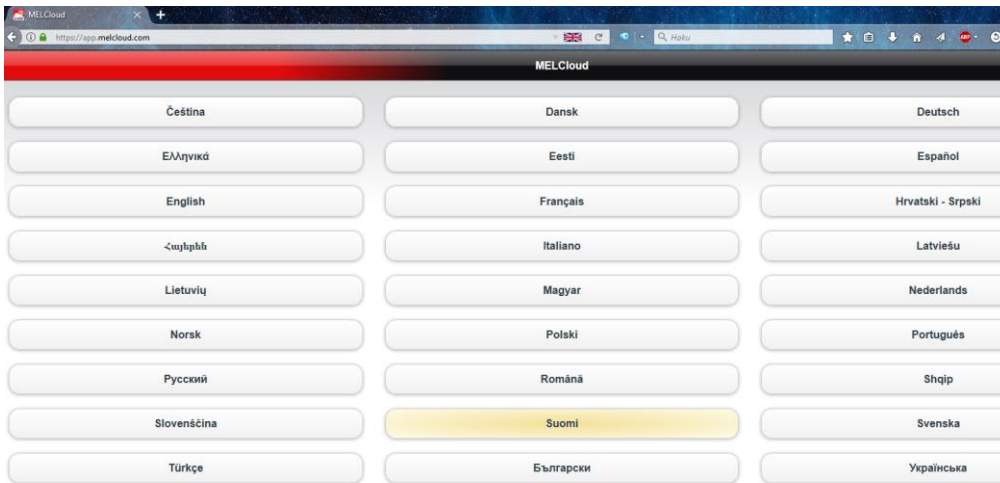 MELCloud
https://app.melcloud.com
Haku
ABP
MELCloud
Čeština Dansk Deutsch
Ελληνικά Eesti Español
English Français Hrvatski - Srpski
Հայերեն Italiano Latviešu
Lietuvių Magyar Nederlands
Norsk Polski Português
Русский Română Shqip
Slovenščina Suomi Svenska
Türkçe Български Українська